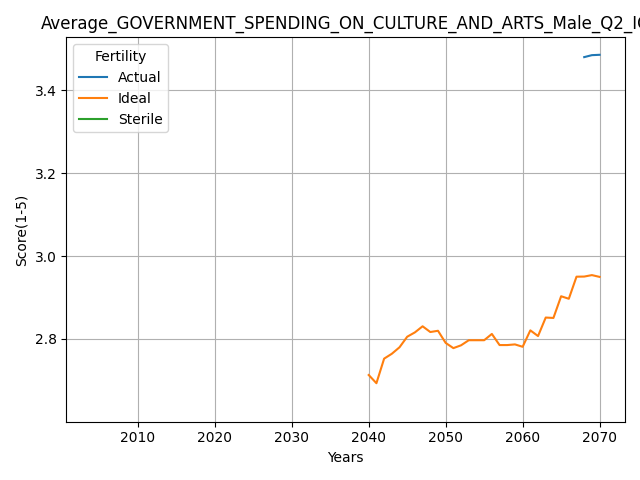 Average_GOVERNMENT_SPENDING_ON_CULTURE_AND_ARTS_Male_Q2_IC
Fertility
Actual
Ideal
Sterile
Score(1-5)
3.4
3.2
3.0
2.8
2010 2020 2030 2040 2050 2060 2070
Years